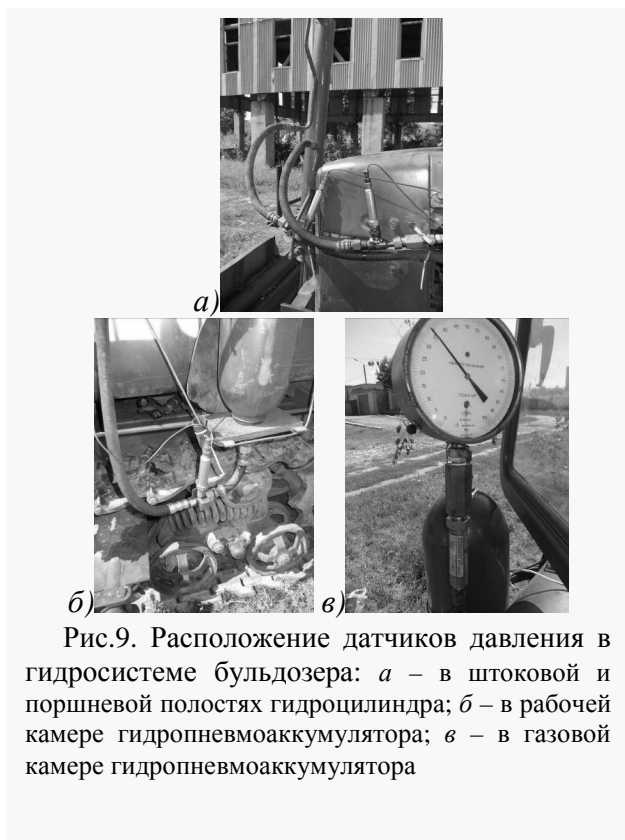 а)
б)
в)
Рис.9. Расположение датчиков давления в
гидросистеме бульдозера: а – в штоковой и
поршневой полостях гидроцилиндра; б – в рабочей
камере гидропневмоаккумулятора; в – в газовой
камере гидропневмоаккумулятора